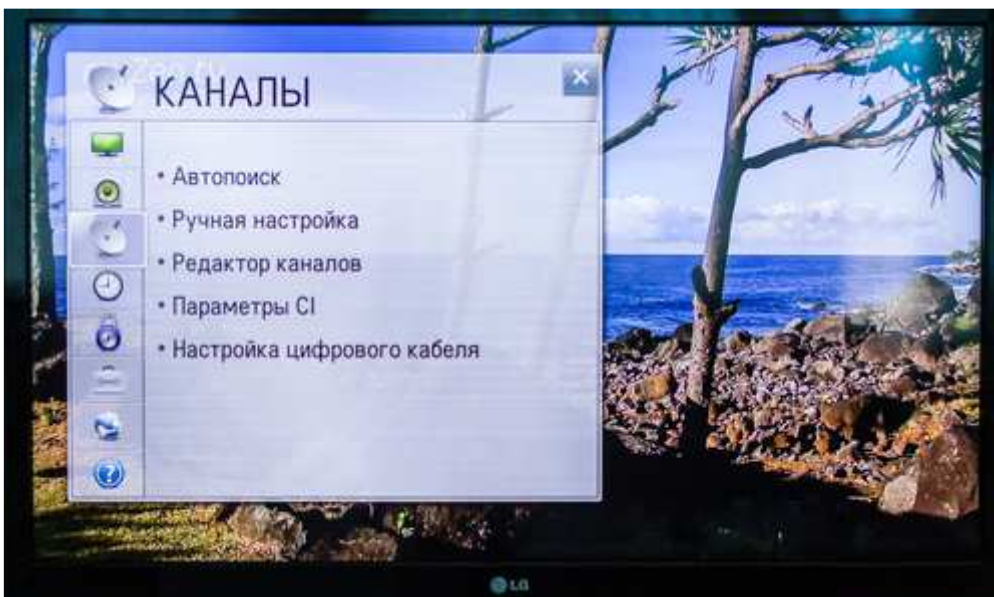 КАНАЛЫ
• Автопоиск
• Ручная настройка
• Редактор каналов
• Параметры CI
• Настройка цифрового кабеля
LG